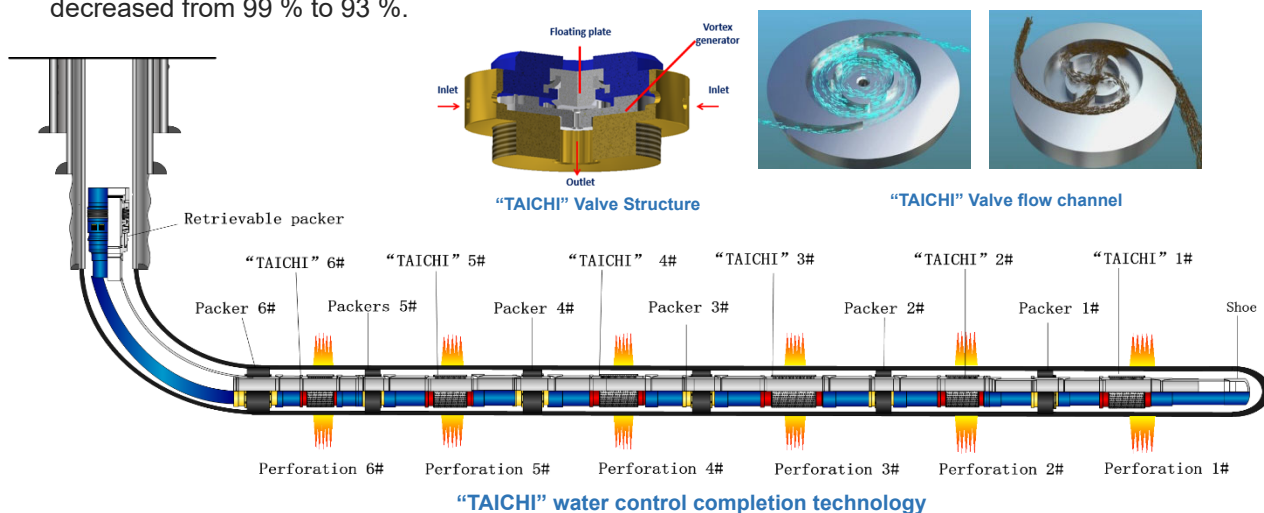 decreased from 99 % to 93 %.
Floating plate
Vortex
generator
Inlet
Inlet
Outlet
“TAICHI” Valve Structure
“TAICHI” Valve flow channel
Retrievable packer
“TAICHI” 6#
“TAICHI” 5#
“TAICHI” 4#
“TAICHI” 3#
“TAICHI” 2#
“TAICHI” 1#
Packer 6#
Packers 5#
Packer 4#
Packer 3#
Packer 2#
Packer 1#
Shoe
Perforation 6#
Perforation 5#
Perforation 4#
Perforation 3#
Perforation 2#
Perforation 1#
“TAICHI” water control completion technology